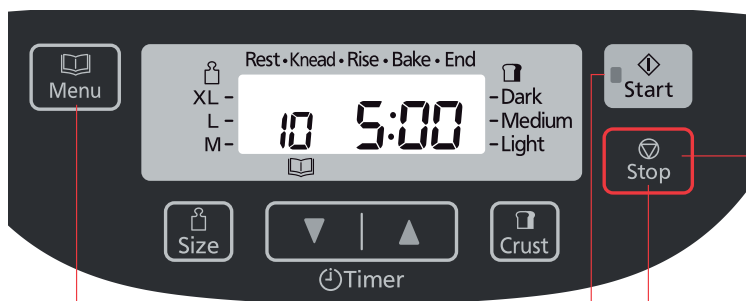 Menu
Rest•Knead•Rise•Bake•End
XL
L
M
10
5:00
Dark
Medium
Light
Start
Stop
Size
Crust
Timer